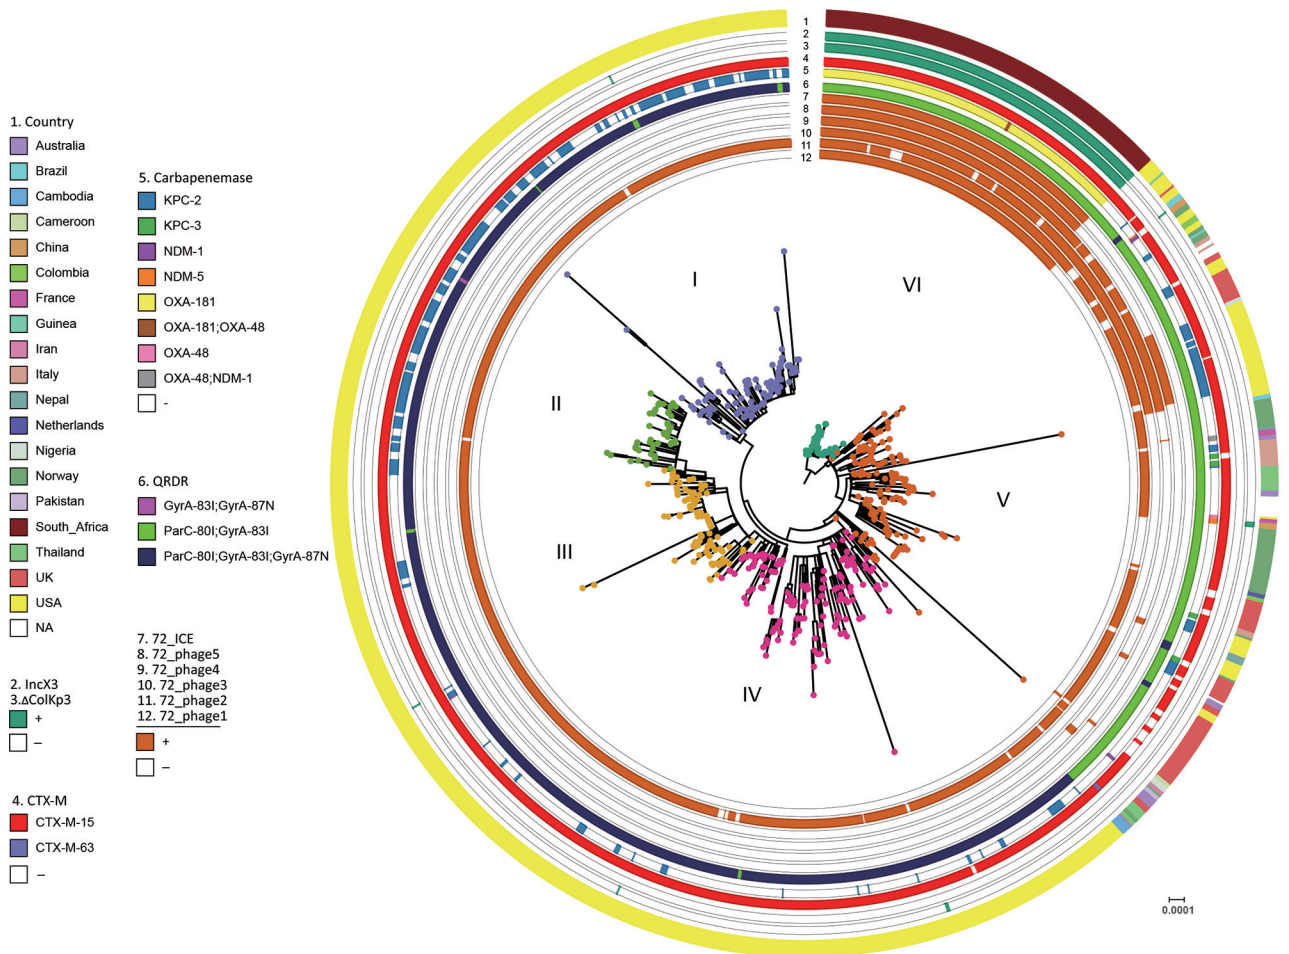 1. Country
Australia
Brazil
Cambodia
Cameroon
China
Colombia
France
Guinea
Iran
Italy
Nepal
Netherlands
Nigeria
Norway
Pakistan
South_Africa
Thailand
UK
USA
NA
2. IncX3
3.ΔColKp3
+
–
4. CTX-M
CTX-M-15
CTX-M-63
–
5. Carbapenemase
KPC-2
KPC-3
NDM-1
NDM-5
OXA-181
OXA-181;OXA-48
OXA-48
OXA-48;NDM-1
-
6. QRDR
GyrA-83I;GyrA-87N
ParC-80I;GyrA-83I
ParC-80I;GyrA-83I;GyrA-87N
7. 72_ICE
8. 72_phage5
9. 72_phage4
10. 72_phage3
11. 72_phage2
12. 72_phage1
+
–
1
2
3
4
5
6
7
8
9
10
11
12
I
VI
II
V
III
IV
0.0001